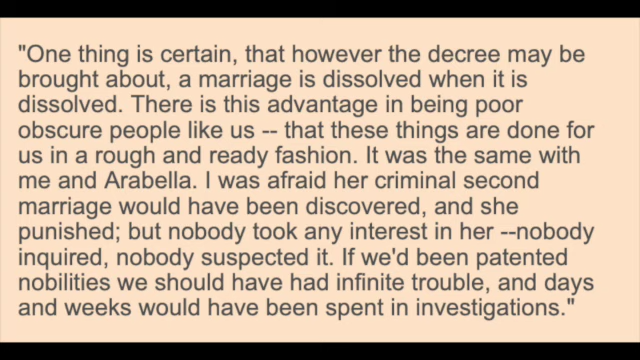 "One thing is certain, that however the decree may be
brought about, a marriage is dissolved when it is
dissolved. There is this advantage in being poor
obscure people like us -- that these things are done for
us in a rough and ready fashion. It was the same with
me and Arabella. I was afraid her criminal second
marriage would have been discovered, and she
punished; but nobody took any interest in her --nobody
inquired, nobody suspected it. If we'd been patented
nobilities we should have had infinite trouble, and days
and weeks would have been spent in investigations."